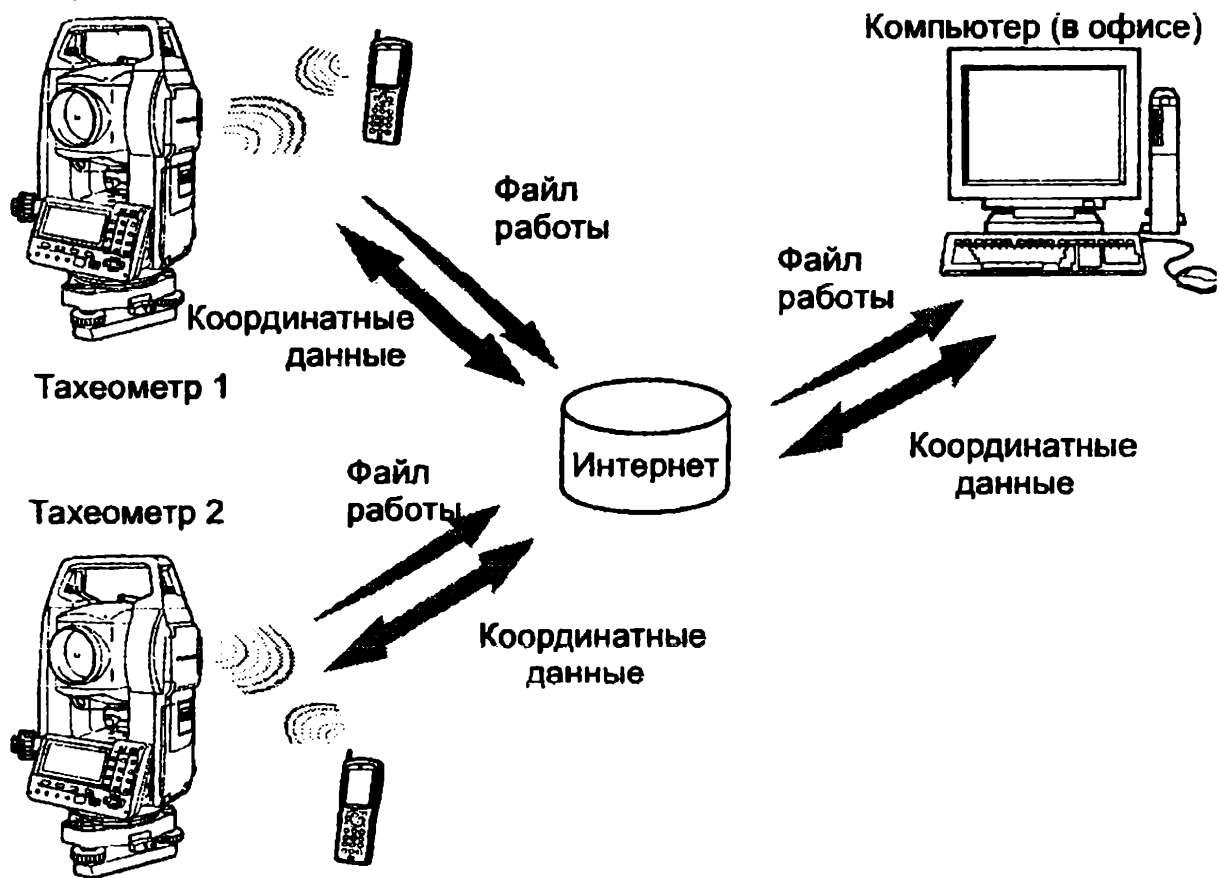 Компьютер (в офисе)
Файл
работы
Координатные
данные
Тахеометр 1
Файл
работы
Интернет
Координатные
данные
Тахеометр 2
Файл
работы
Координатные
данные